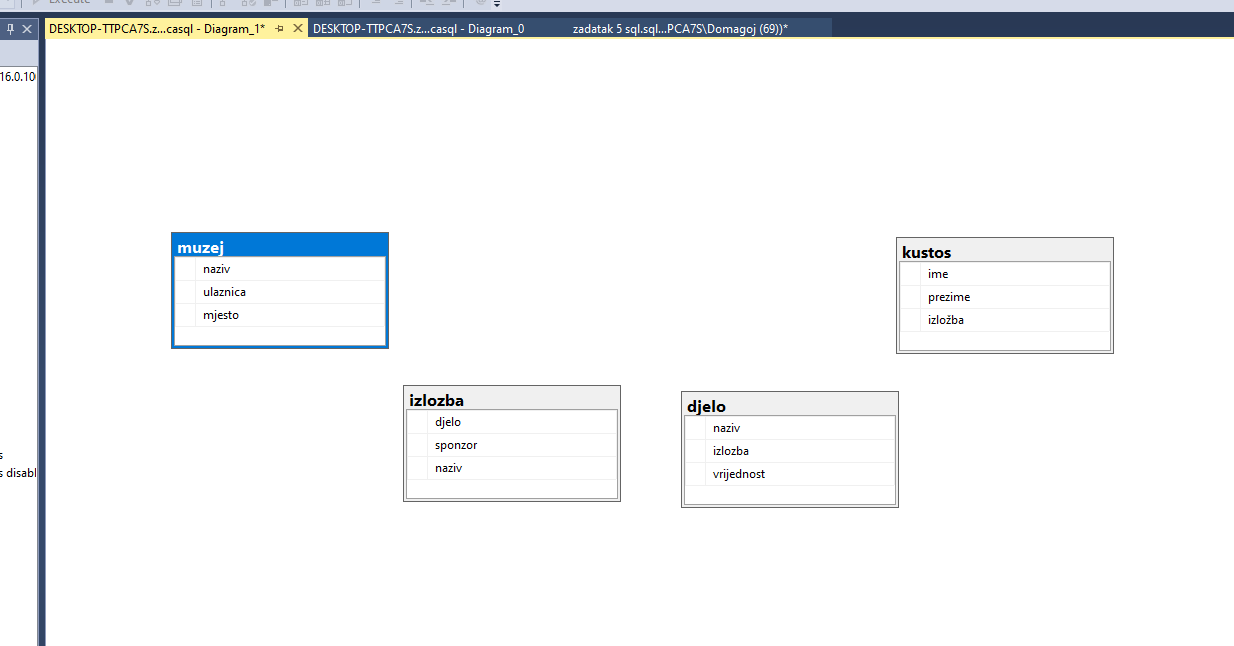 Execute
DESKTOP-TTPCA7S.z...casql - Diagram_1*
DESKTOP-TTPCA7S.z...casql - Diagram_0
zadatak 5 sql.sql...PCA7S\Domagoj (69))*
16.0.10
muzej
naziv
ulaznica
mjesto
kustos
ime
prezime
izložba
izlozba
djelo
sponzor
naziv
djelo
naziv
izlozba
vrijednost
s
s disabl